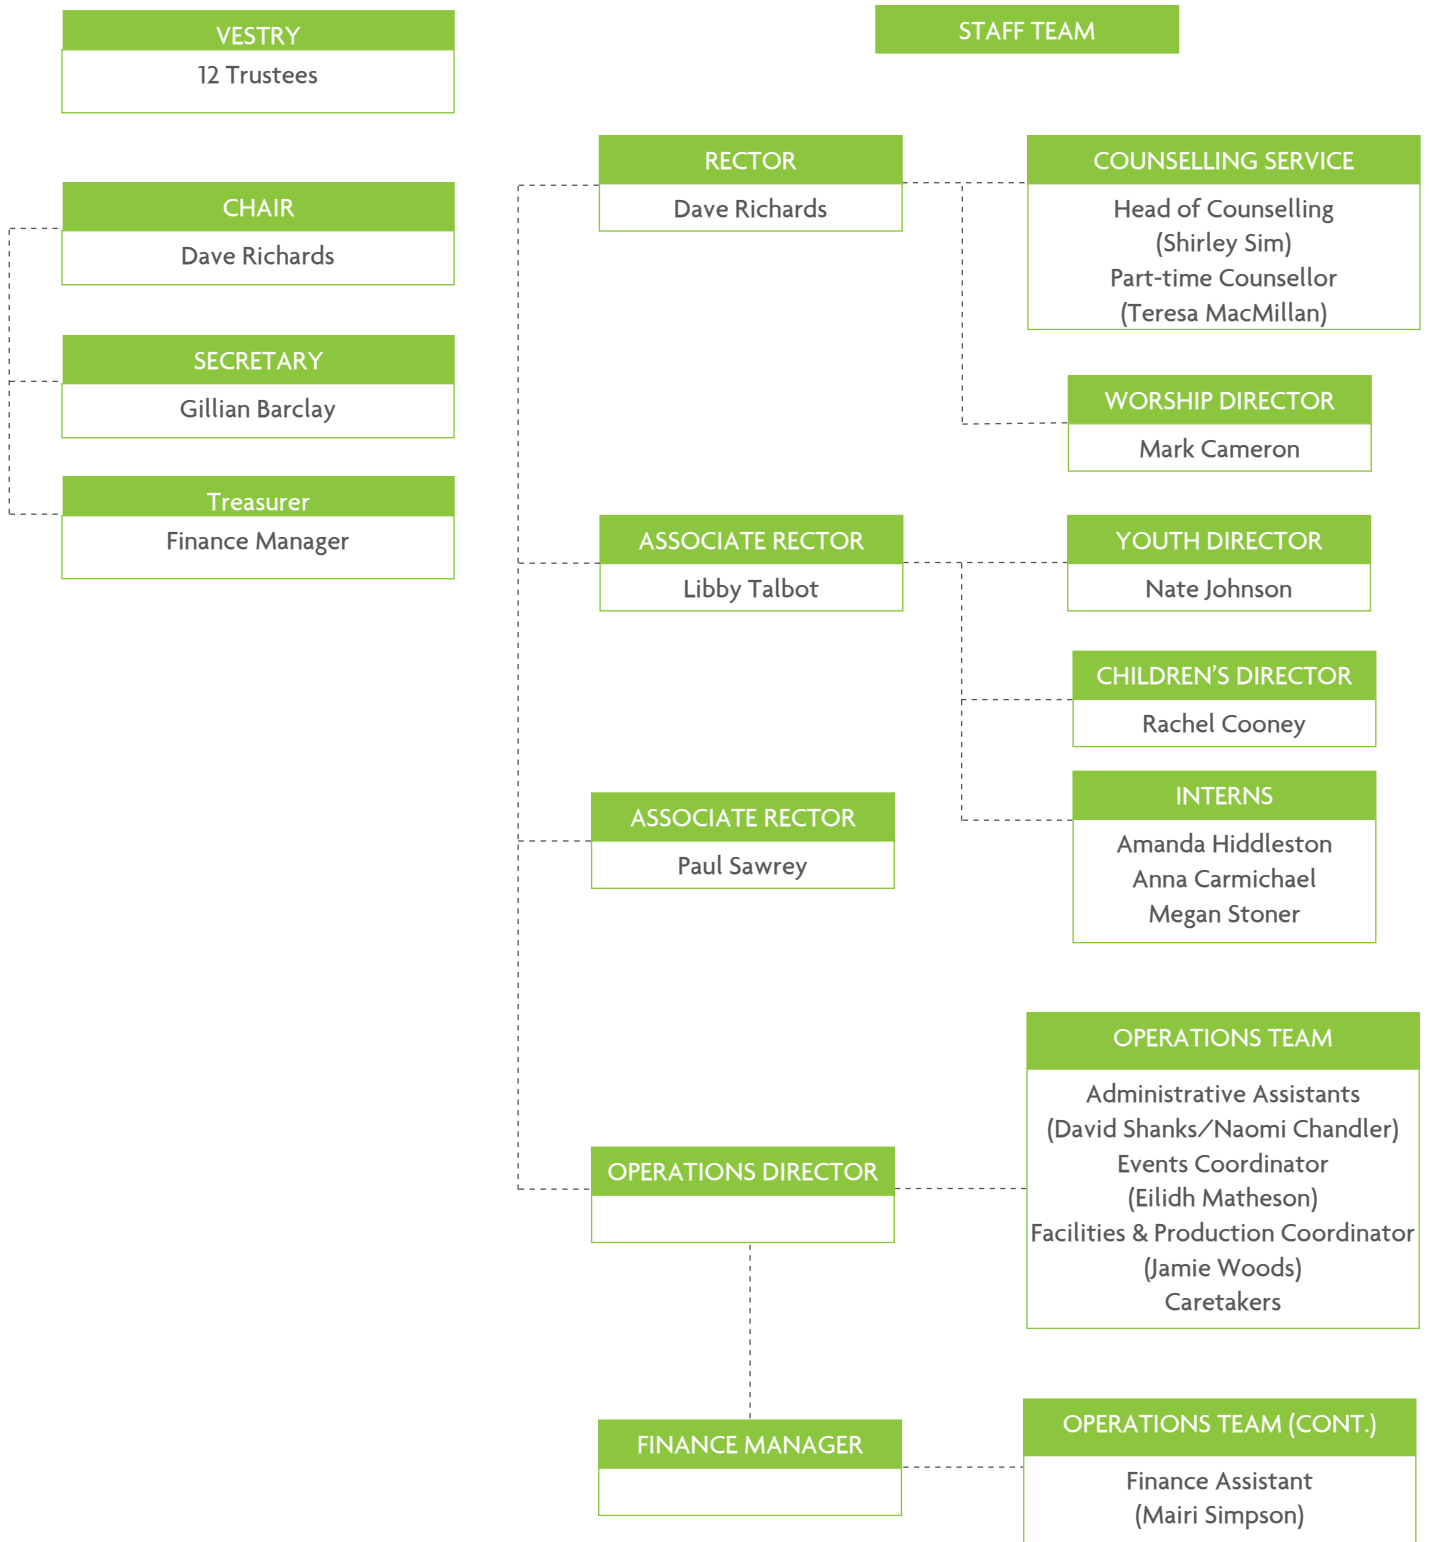 VESTRY
12 Trustees
CHAIR
Dave Richards
SECRETARY
Gillian Barclay
Treasurer
Finance Manager
STAFF TEAM
RECTOR
Dave Richards
COUNSELLING SERVICE
Head of Counselling
(Shirley Sim)
Part-time Counsellor
(Teresa MacMillan)
WORSHIP DIRECTOR
Mark Cameron
ASSOCIATE RECTOR
Libby Talbot
YOUTH DIRECTOR
Nate Johnson
CHILDREN’S DIRECTOR
Rachel Cooney
INTERNS
Amanda Hiddleston
Anna Carmichael
Megan Stoner
ASSOCIATE RECTOR
Paul Sawrey
OPERATIONS DIRECTOR
OPERATIONS TEAM
Administrative Assistants
(David Shanks/Naomi Chandler)
Events Coordinator
(Eilidh Matheson)
Facilities & Production Coordinator
(Jamie Woods)
Caretakers
FINANCE MANAGER
OPERATIONS TEAM (CONT.)
Finance Assistant
(Mairi Simpson)